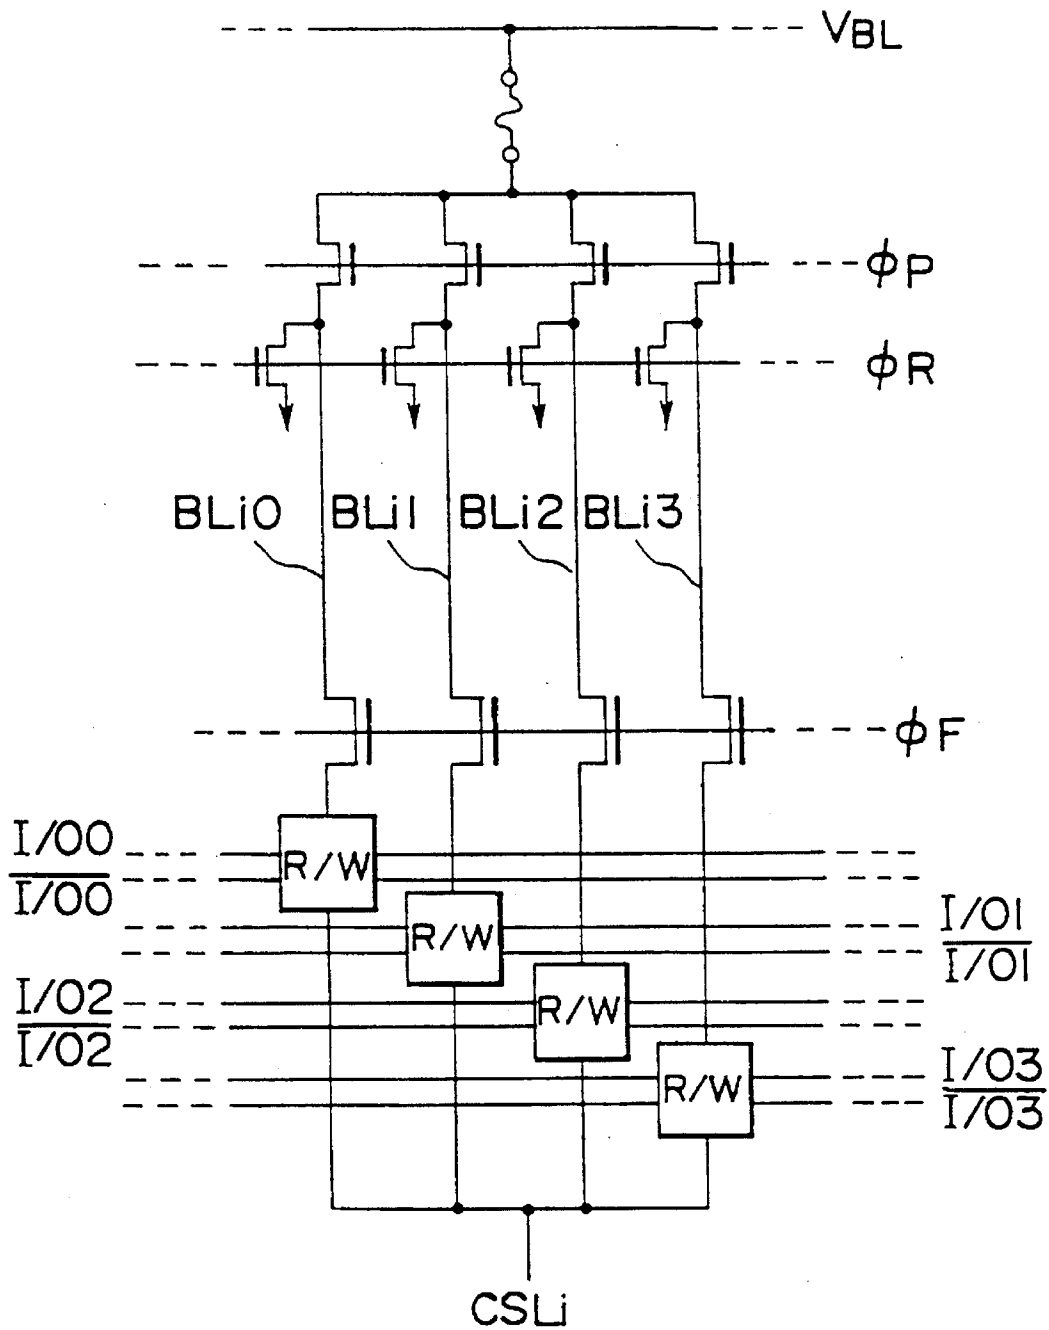 VBL
ϕP
ϕR
BLi0 BLi1 BLi2 BLi3
ϕF
I/O0
R/W
I/O0
R/W
I/O1
I/O1
I/O2
R/W
I/O2
R/W
I/O3
I/O3
CSLi